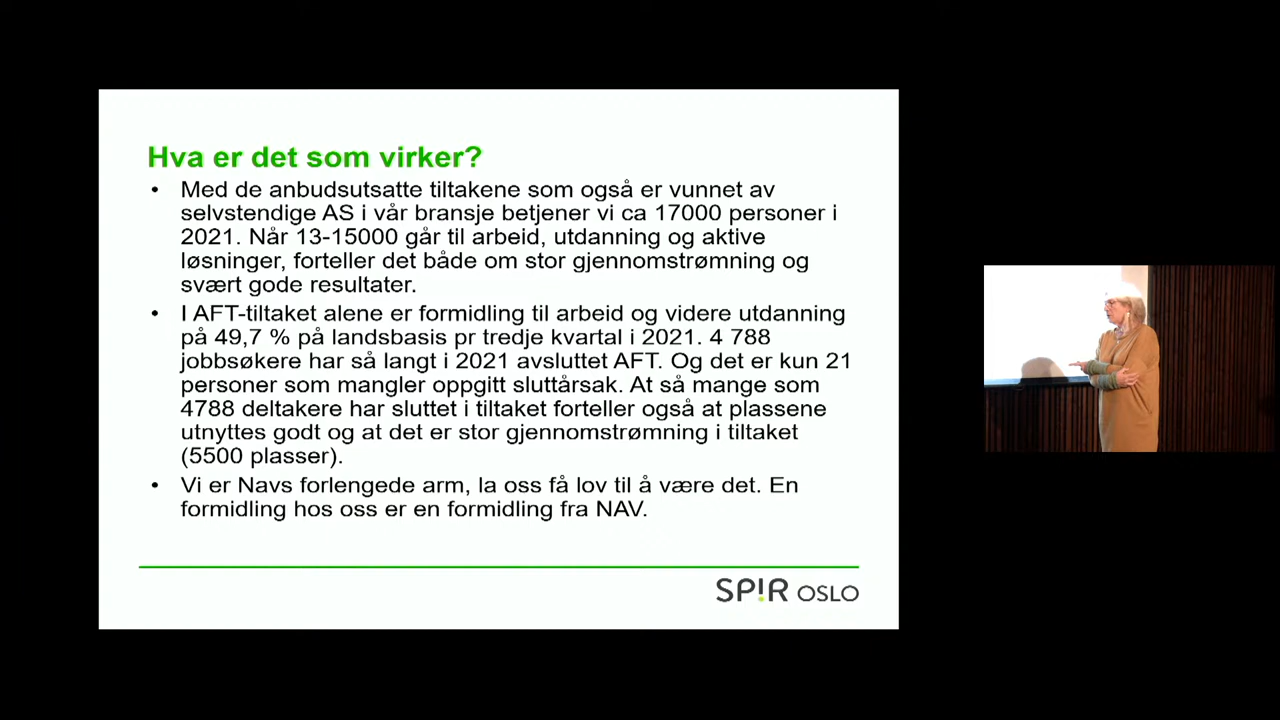 Hva er det som virker?
• Med de anbudsutsatte tiltakene som også er vunnet av
selvstendige AS i vår bransje betjener vi ca 17000 personer i
2021. Når 13-15000 går til arbeid, utdanning og aktive
løsninger, forteller det både om stor gjennomstrømning og
svært gode resultater.
• I AFT-tiltaket alene er formidling til arbeid og videre utdanning
på 49,7 % på landsbasis pr tredje kvartal i 2021. 4 788
jobbsøkere har så langt i 2021 avsluttet AFT. Og det er kun 21
personer som mangler oppgitt sluttårsak. At så mange som
4788 deltakere har sluttet i tiltaket forteller også at plassene
utnyttes godt og at det er stor gjennomstrømning i tiltaket
(5500 plasser).
• Vi er Navs forlengede arm, la oss få lov til å være det. En
formidling hos oss er en formidling fra NAV.
SP!R OSLO